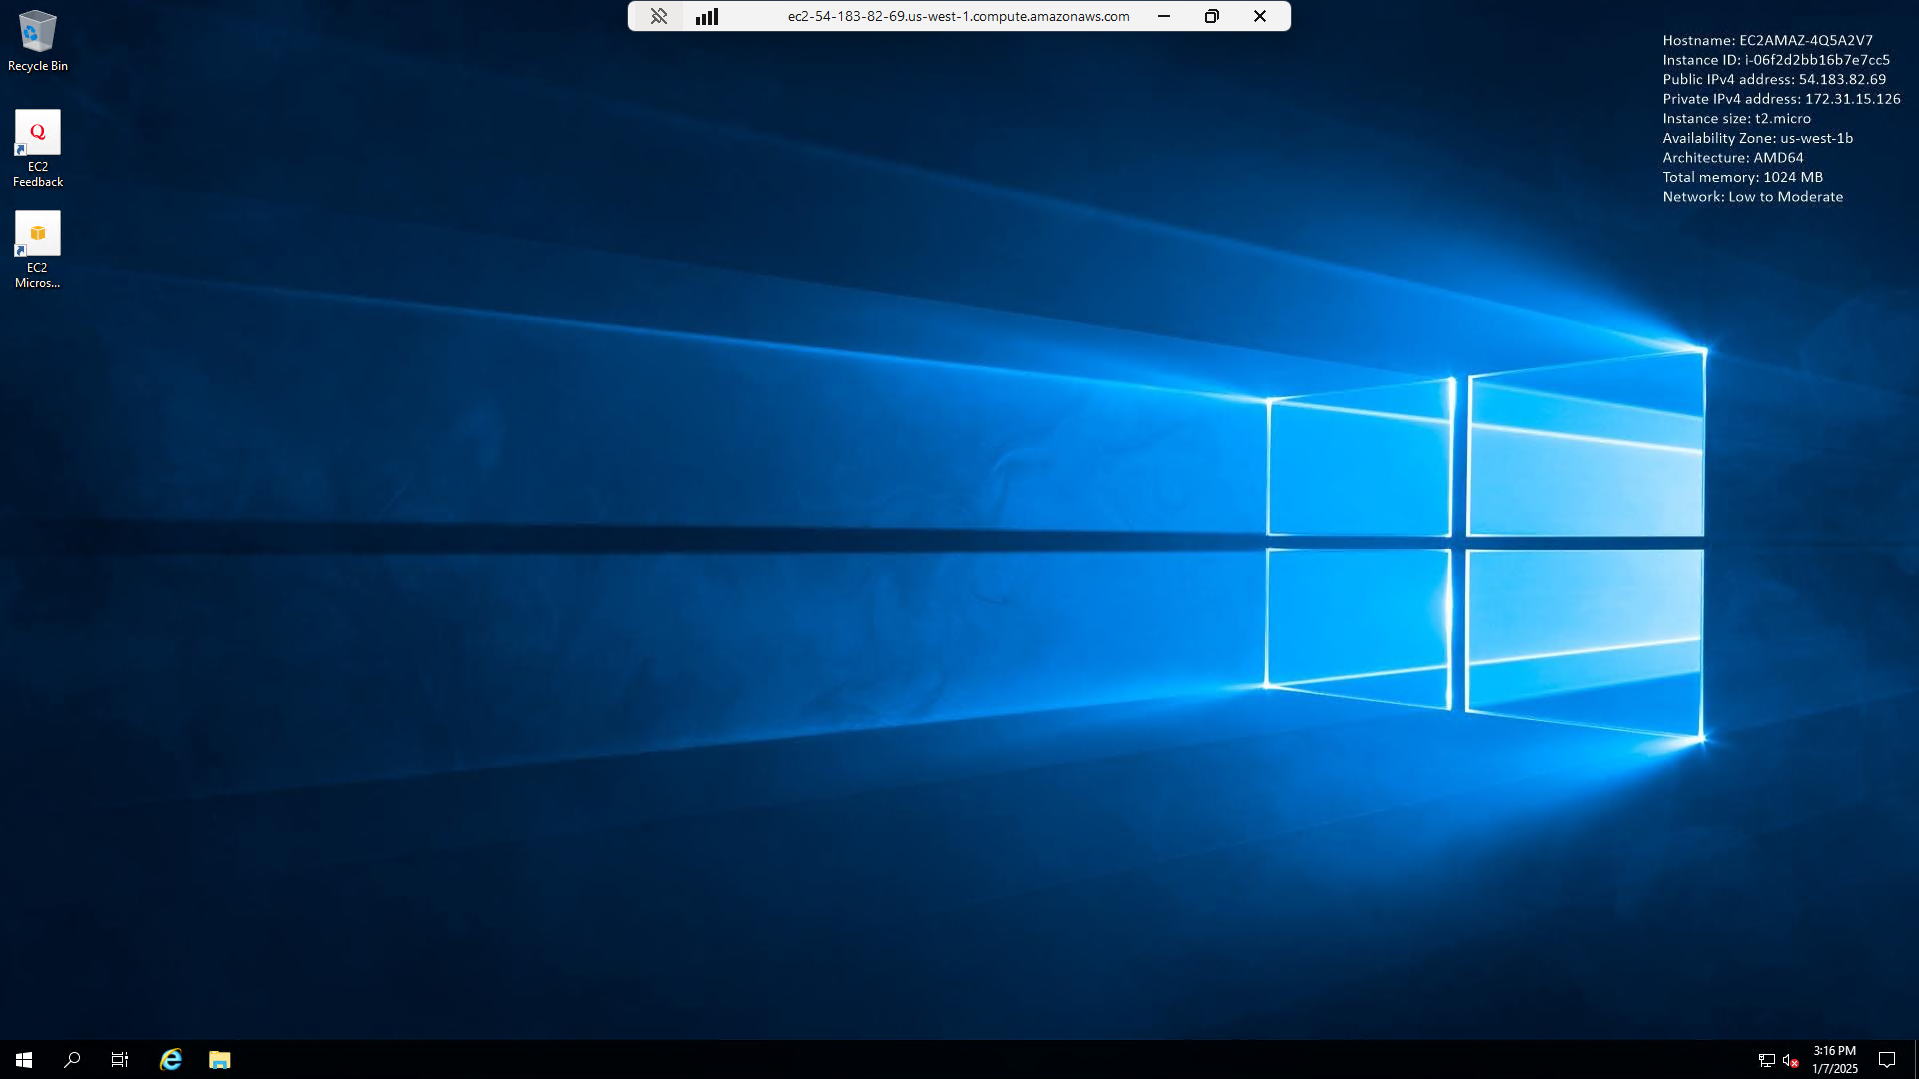 ec2-54-183-82-69.us-west-1.compute.amazonaws.com
Recycle Bin
Q
EC2
Feedback
EC2
Micros...
Hostname: EC2AMAZ-4Q5A2V7
Instance ID: i-06f2d2bb16b7e7cc5
Public IPv4 address: 54.183.82.69
Private IPv4 address: 172.31.15.126
Instance size: t2.micro
Availability Zone: us-west-1b
Architecture: AMD64
Total memory: 1024 MB
Network: Low to Moderate
3:16 PM
1/7/2025